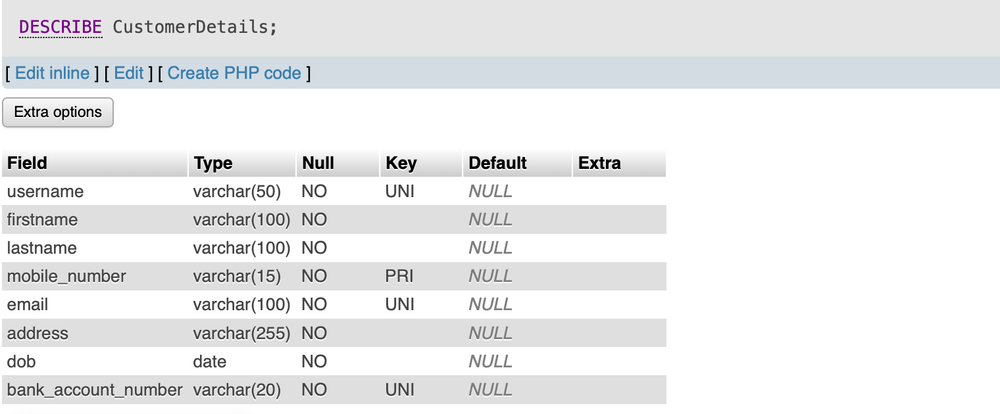 DESCRIBE CustomerDetails;
[ Edit inline ] [ Edit ] [ Create PHP code ]
Extra options
Field Type Null Key Default Extra
username varchar(50) NO UNI NULL
firstname varchar(100) NO NULL
lastname varchar(100) NO NULL
mobile_number varchar(15) NO PRI NULL
email varchar(100) NO UNI NULL
address varchar(255) NO NULL
dob date NO NULL
bank_account_number varchar(20) NO UNI NULL